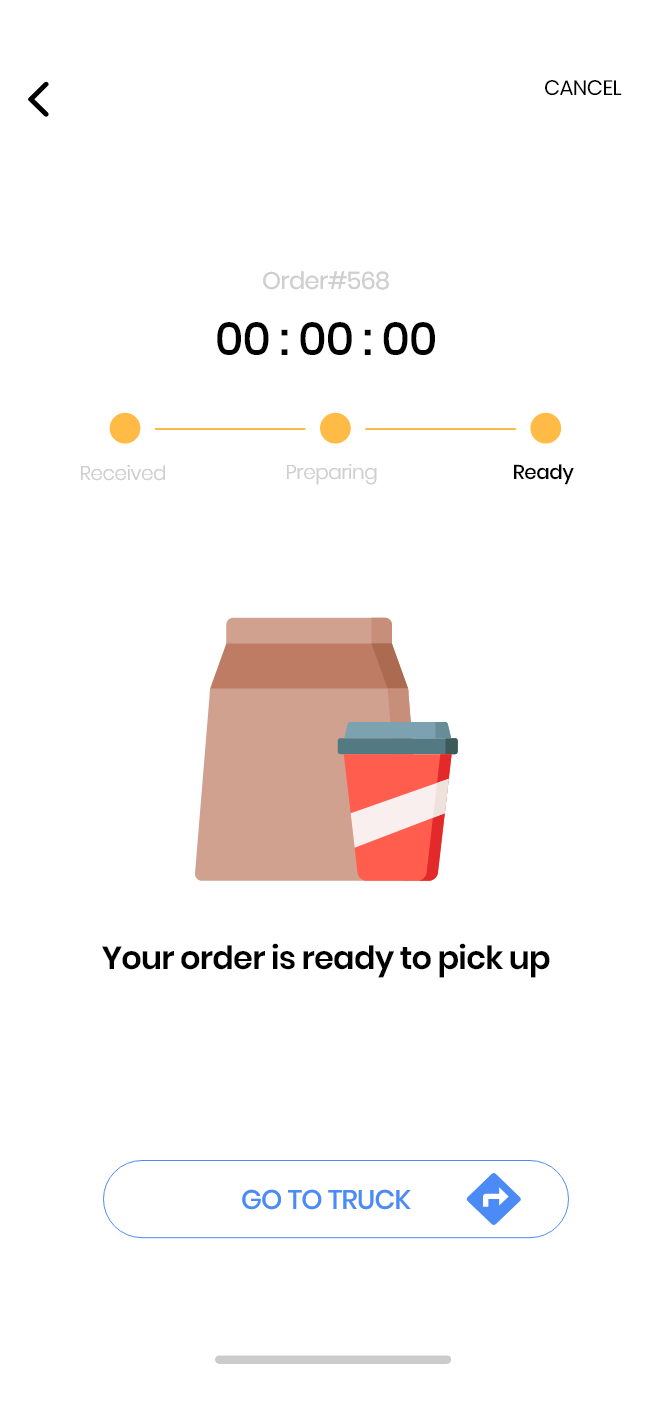 CANCEL
Order#568
00 : 00 : 00
Received Preparing Ready
Your order is ready to pick up
GO TO TRUCK